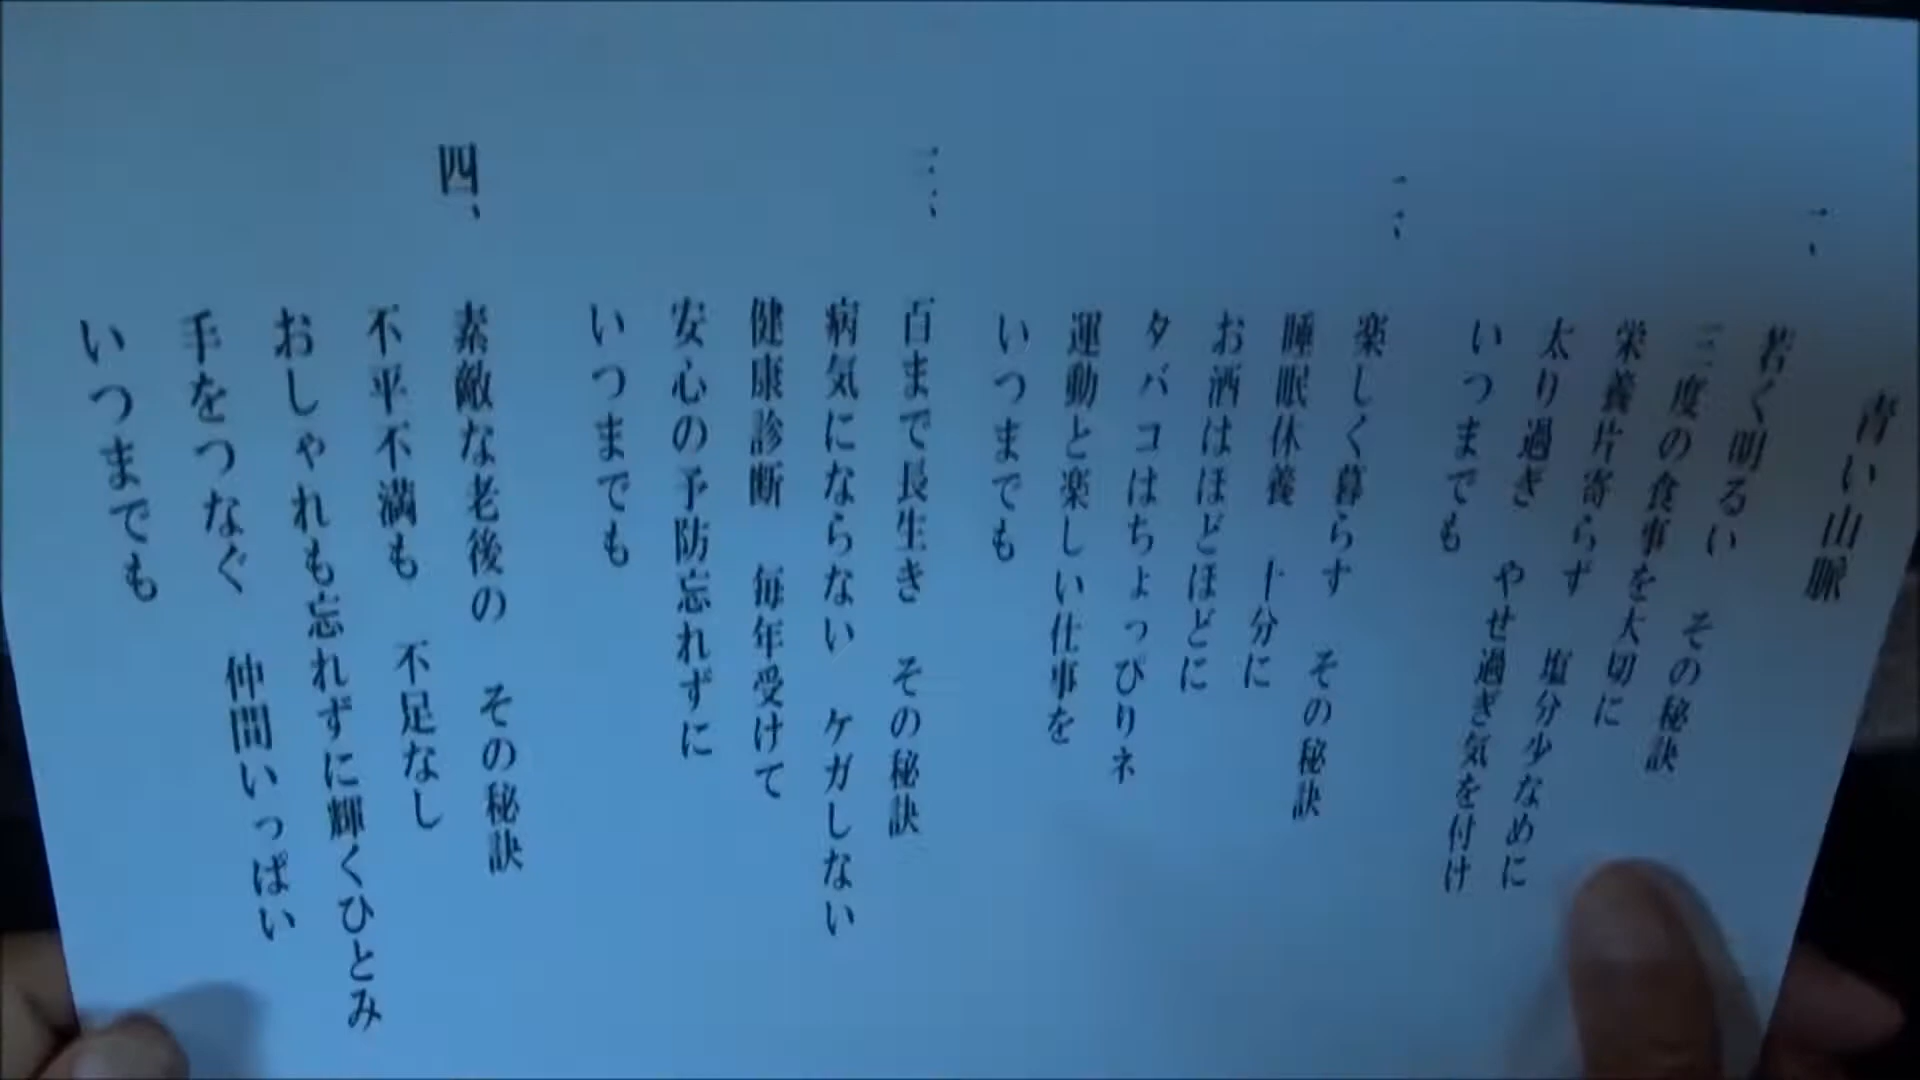 青い山脈
一、
若く明るい　その秘訣
三度の食事を大切に
栄養片寄らず　塩分少なめに
太り過ぎ　やせ過ぎ気を付け
いつまでも
二、
楽しく暮らす　その秘訣
睡眠休養　十分に
お酒はほどほどに
タバコはちょっぴりネ
運動と楽しい仕事を
いつまでも
三、
百まで長生き　その秘訣
病気にならない　ケガしない
健康診断　毎年受けて
安心の予防忘れずに
いつまでも
四、
素敵な老後の　その秘訣
不平不満も　不足なし
おしゃれも忘れずに輝くひとみ
手をつなぐ　仲間いっぱい
いつまでも